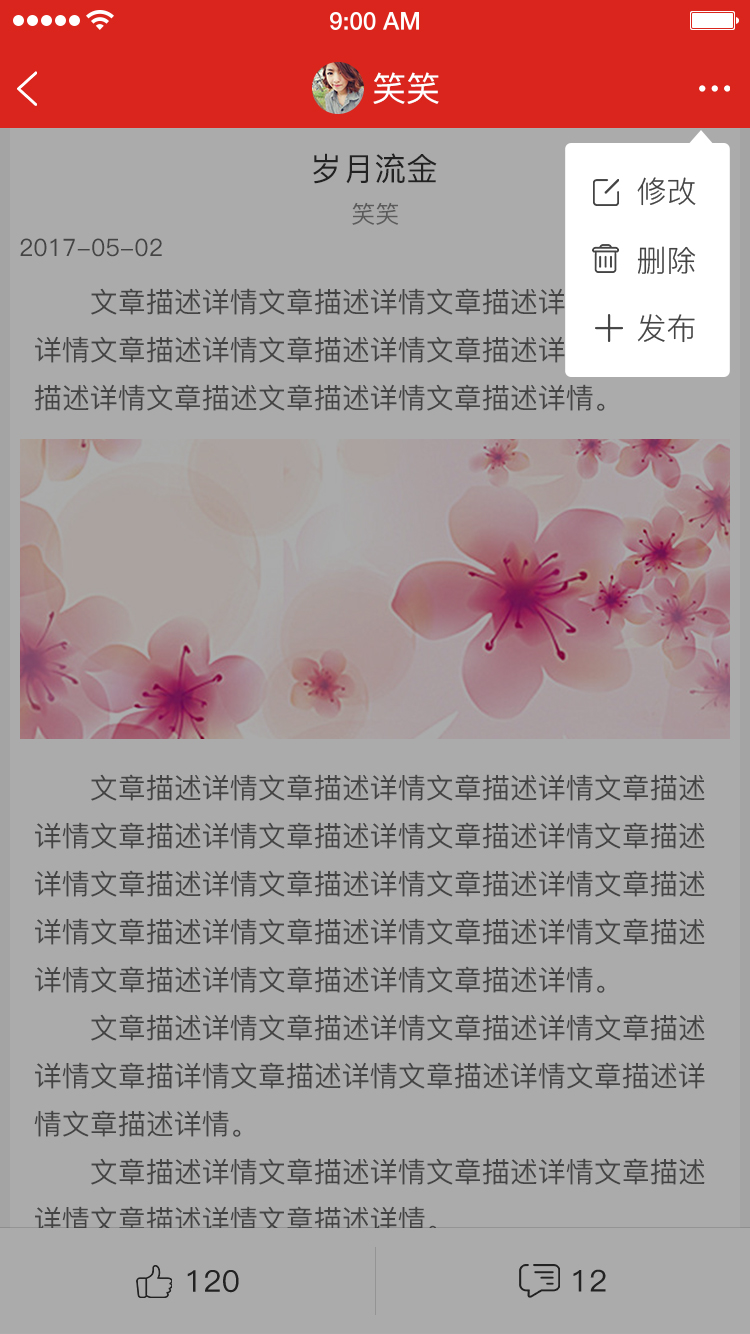 9:00 AM
笑笑
修改
删除
发布
岁月流金
笑笑
2017-05-02
文章描述详情文章描述详情文章描述详
详情文章描述详情文章描述详情文章描述详
描述详情文章描述文章描述详情文章描述详情。
文章描述详情文章描述详情文章描述详情文章描述
详情文章描述详情文章描述详情文章描述详情文章描述
详情文章描述详情文章描述详情文章描述详情文章描述
详情文章描述详情文章描述详情文章描述详情文章描述
详情文章描述详情文章描述详情文章描述详情。
文章描述详情文章描述详情文章描述详情文章描述
详情文章描详情文章描述详情文章描述详情文章描述详
情文章描述详情。
文章描述详情文章描述详情文章描述详情文章描述
详情文章描述详情文章描述详情。
120
12